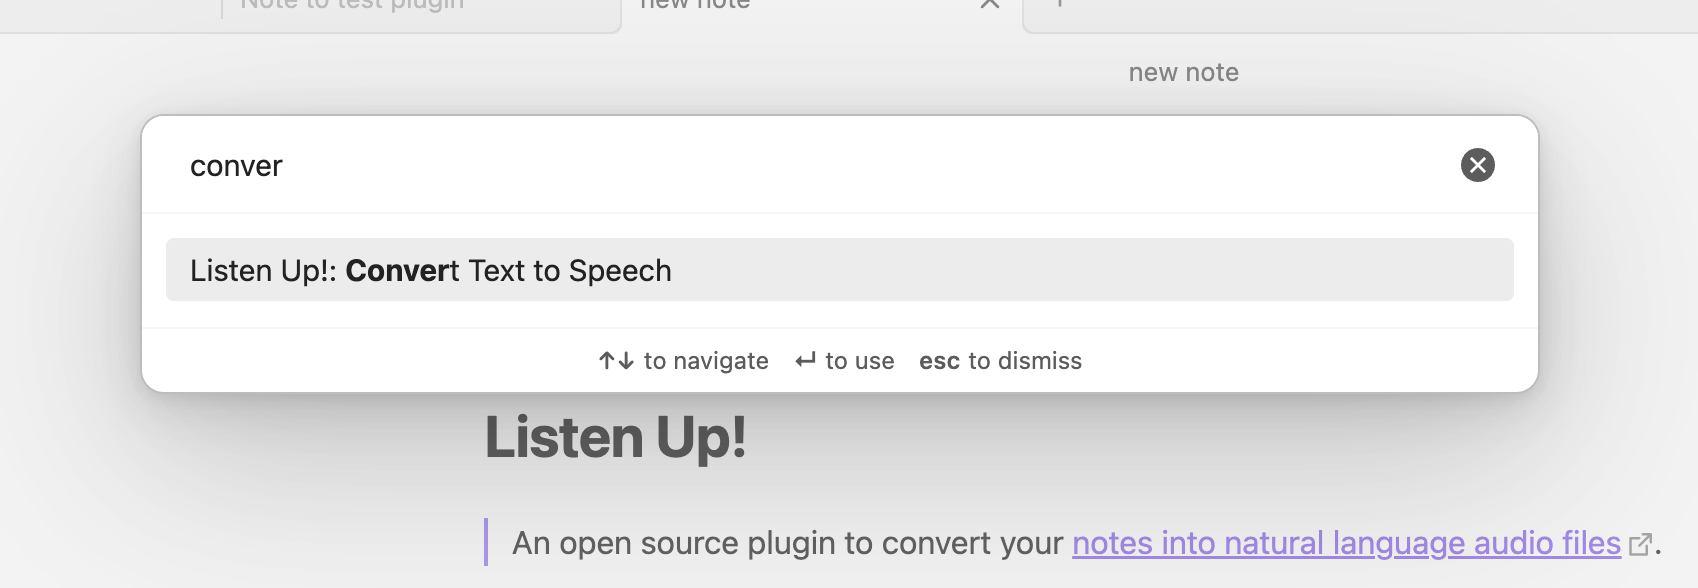 Note to test plugin
new note
new note
conver
Listen Up!: Convert Text to Speech
↑↓ to navigate ↵ to use esc to dismiss
Listen Up!
An open source plugin to convert your notes into natural language audio files.